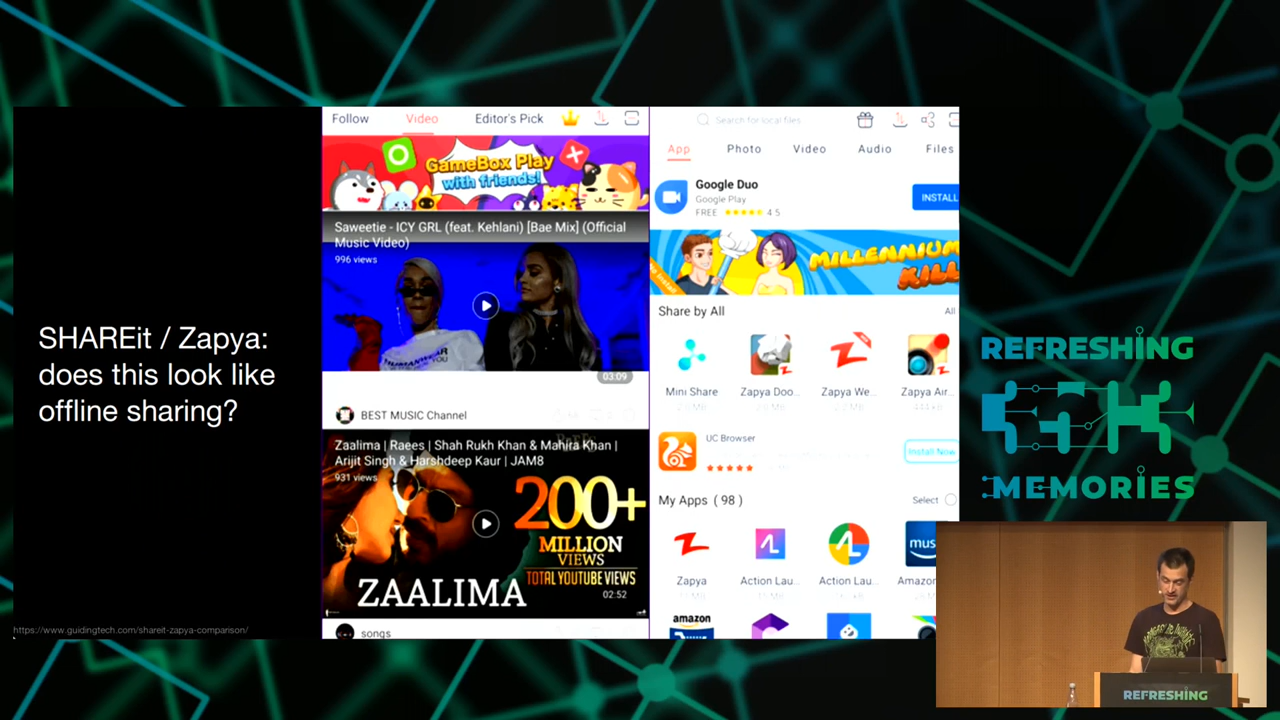 SHAREit / Zapya:
does this look like
offline sharing?
https://www.guidingtech.com/shareit-zapya-comparison/
Follow Video Editor's Pick
GameBox Play
with friends!
Saweetie - ICY GRL (feat. Kehlani) [Bae Mix] (Official
Music Video)
996 views
03:09
BEST MUSIC Channel
Zaalima | Raees | Shah Rukh Khan & Mahira Khan |
Arijit Singh & Harshdeep Kaur | JAM8
931 views
200+
MILLION
VIEWS
TOTAL YOUTUBE VIEWS
ZAALIMA
02:52
songs
Search for local files
App Photo Video Audio Files
Google Duo
Google Play
FREE 4.5
INSTALL
MILLENNIUM
KILL
Share by All All
Mini Share Zapya Doo... Zapya We... Zapya Air...
UC Browser
Install Now
My Apps ( 98 ) Select
Zapya Action Lau... Action Lau... Amazon
mus
amazon
REFRESHING
MEMORIES
REFRESHING